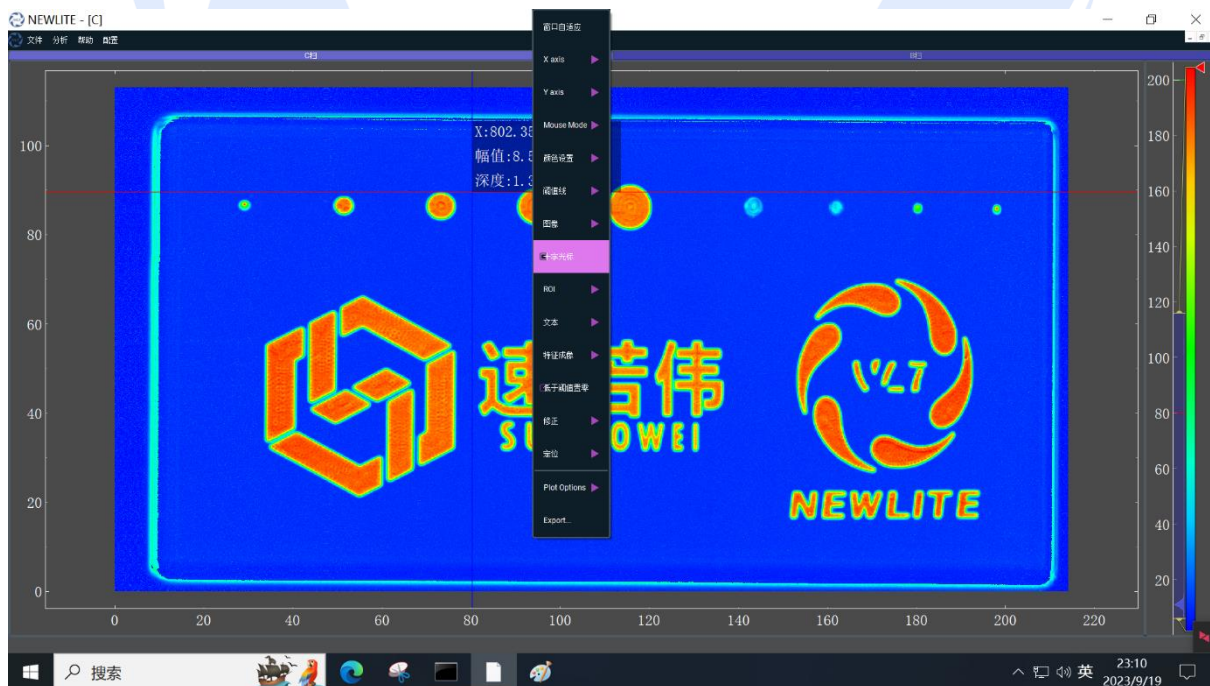 NEWLITE - [C]
文件 分析 帮助 配置
C扫
B扫
窗口自适应
X axis
Y axis
Mouse Mode
颜色设置
阈值线
图像
十字光标
ROI
文本
特征成像
低于阈值置零
修正
定位
Plot Options
Export...
X:802.35
幅值:8.5
深度:1.3
100
80
60
40
20
0
0 20 40 60 80 100 120 140 160 180 200 220
速 若伟
S OWEI
NEWLITE
200
180
160
140
120
100
80
60
40
20
搜索
英
23:10
2023/9/19